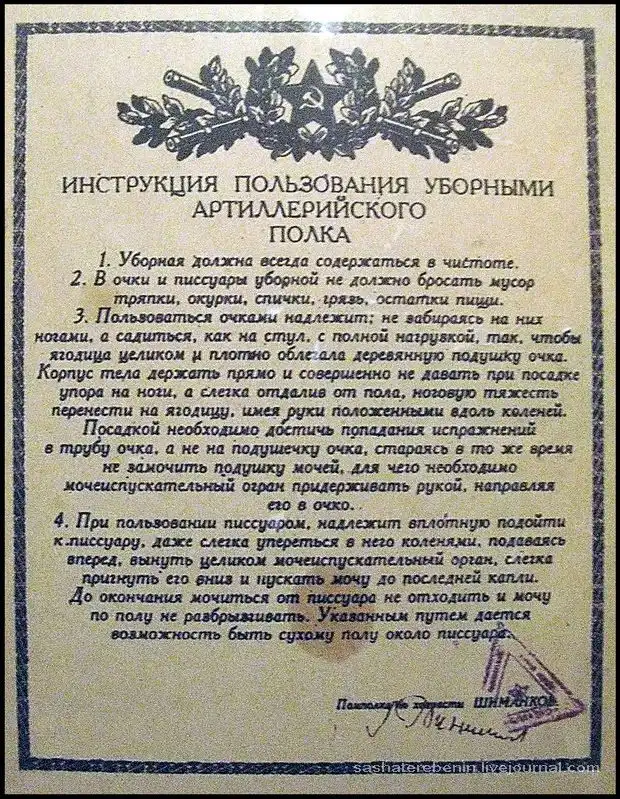 ИНСТРУКЦИЯ ПОЛЬЗОВАНИЯ УБОРНЫМИ
АРТИЛЛЕРИЙСКОГО
ПОЛКА
1. Уборная должна всегда содержаться в чистоте.
2. В очки и писсуары уборной не должно бросать мусор
тряпки, окурки, спички, грязь, остатки пищи.
3. Пользоваться очками надлежит: не забираясь на них
ногами, а садиться, как на стул, с полной нагрузкой, так, чтобы
ягодица целиком и плотно облегала деревянную подушку очка.
Корпус тела держать прямо и совершенно не давать при посадке
упора на ноги, а слегка отдалив от пола, ноговую тяжесть
перенести на ягодицу, имея руки положенными вдоль коленей.
Посадкой необходимо достичь попадания испражнений
в трубу очка, а не на подушечку очка, стараясь в то же время
не замочить подушку мочей, для чего необходимо
мочеиспускательный огран придерживать рукой, направляя
его в очко.
4. При пользовании писсуаром, надлежит вплотную подойти
к писсуару, даже слегка упереться в него коленями, подаваясь
вперед, вынуть целиком мочеиспускательный орган, слегка
пригнуть его вниз и пускать мочу до последней капли.
До окончания мочиться от писсуара не отходить и мочу
по полу не разбрызгивать. Указанным путем дается
возможность быть сухому полу около писсуара.
Помполка по хозчасти ШИМАНКОВ
sashaterebenin.livejournal.com